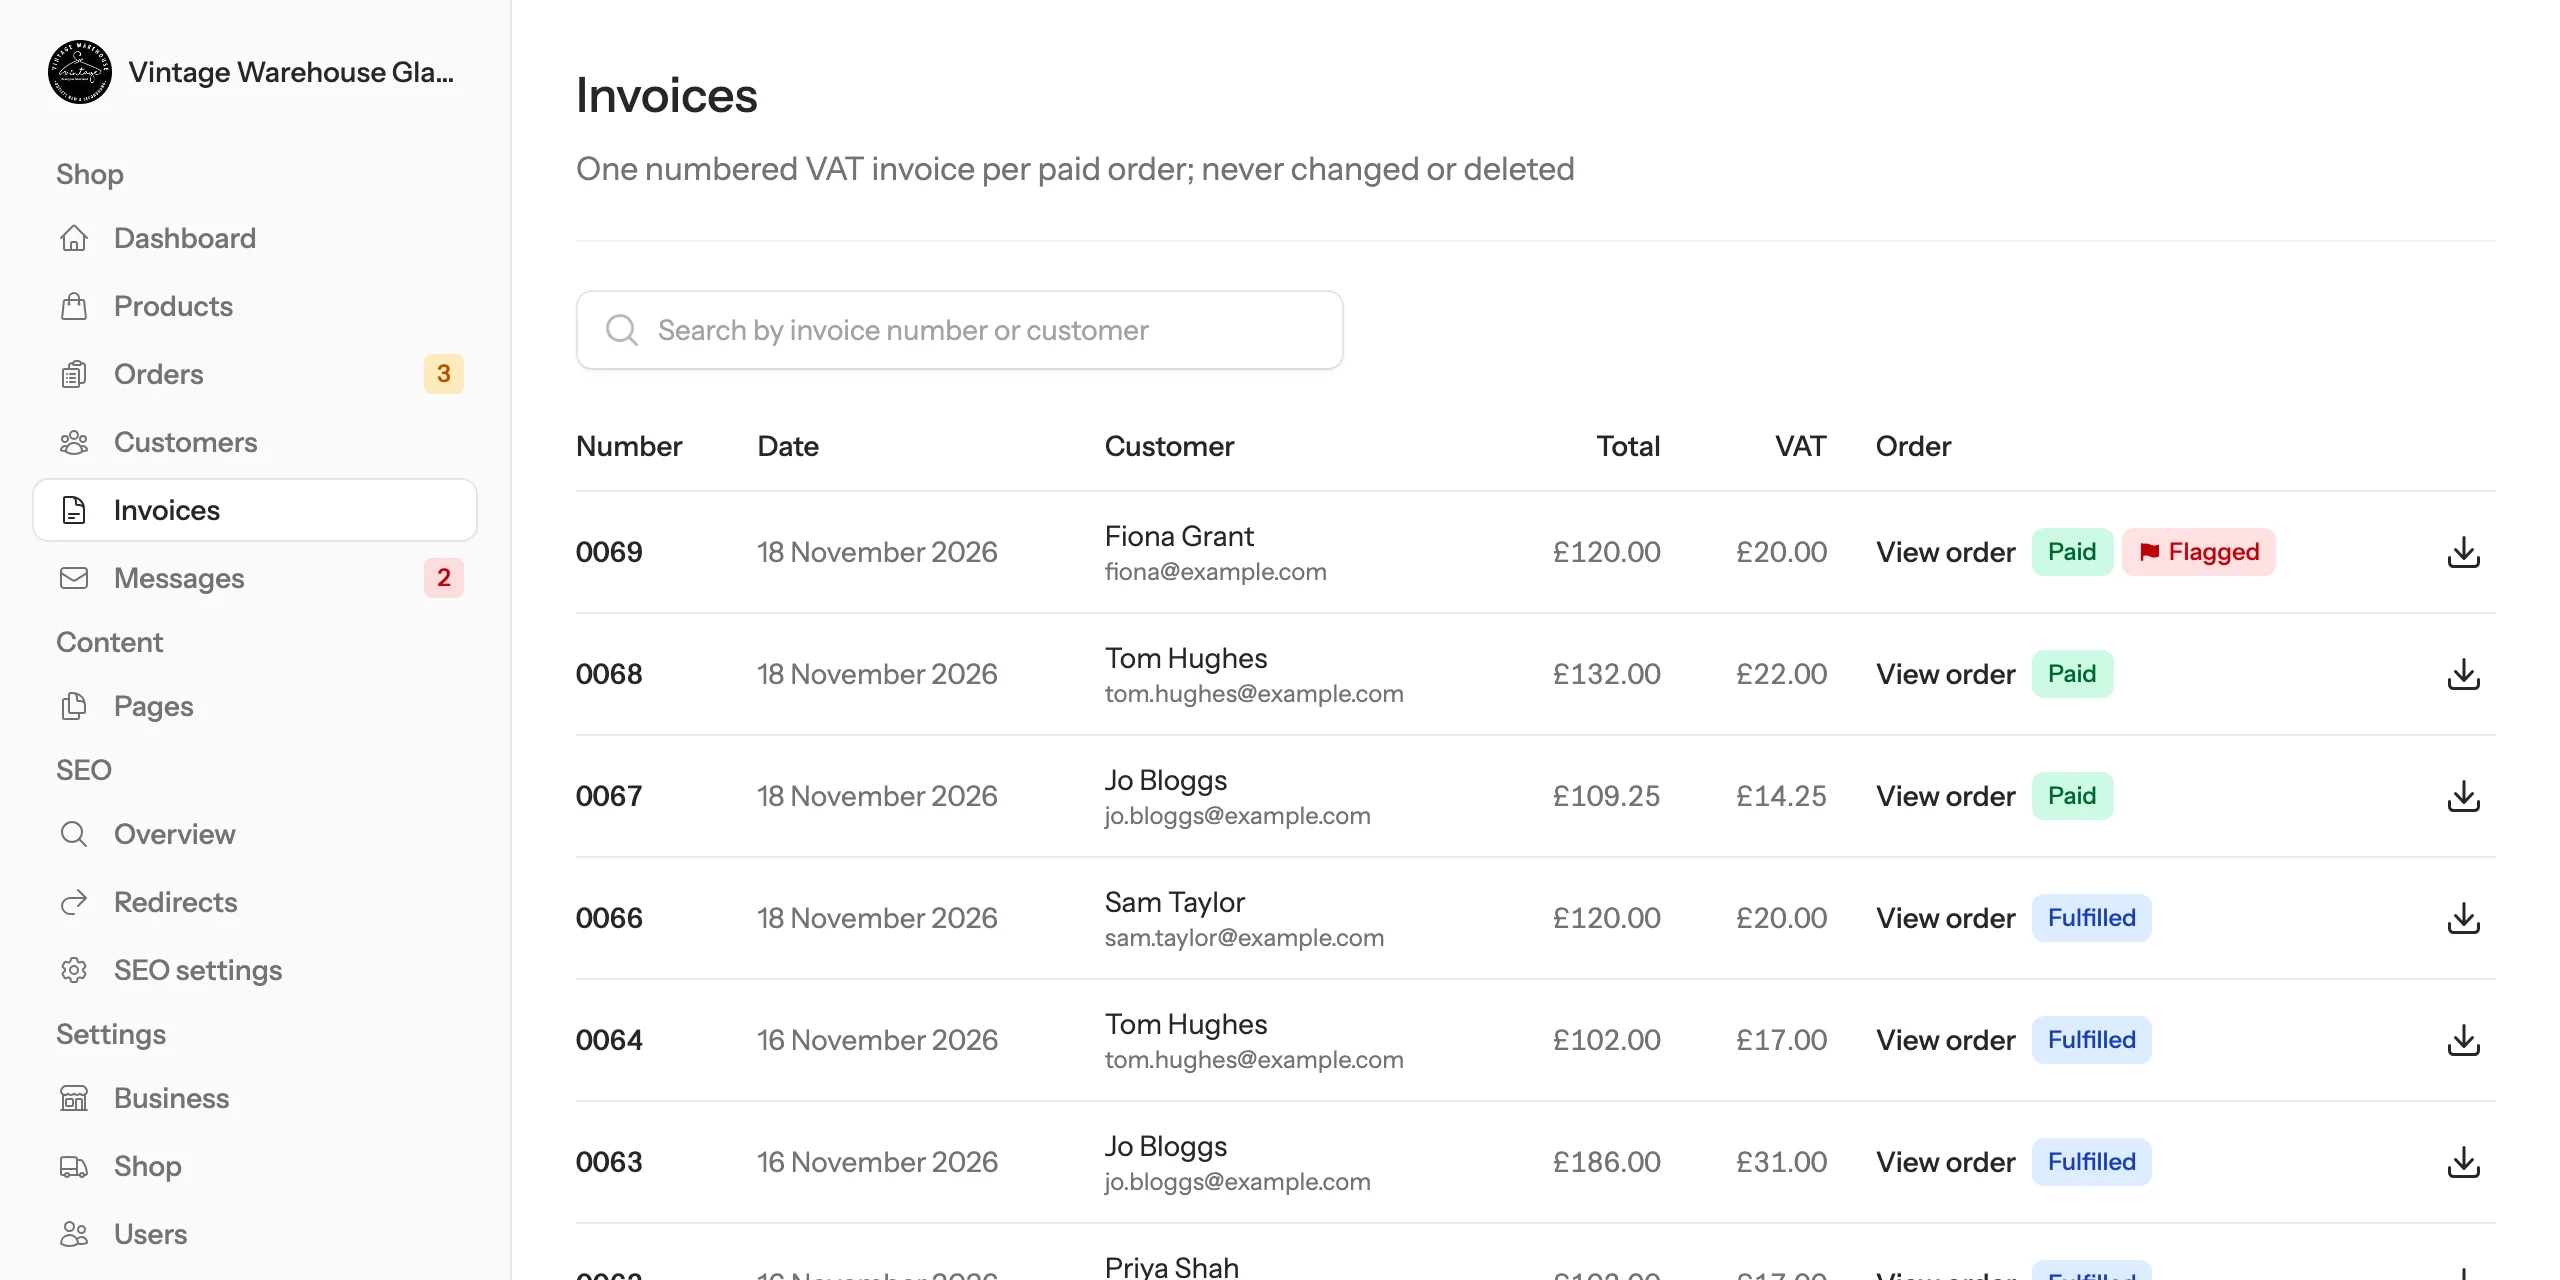 Vintage Warehouse Gla...
Shop
Dashboard
Products
Orders 3
Customers
Invoices
Messages 2
Content
Pages
SEO
Overview
Redirects
SEO settings
Settings
Business
Shop
Users
Invoices
One numbered VAT invoice per paid order; never changed or deleted
Search by invoice number or customer
Number Date Customer Total VAT Order
0069 18 November 2026 Fiona Grant £120.00 £20.00 View order Paid Flagged
fiona@example.com
0068 18 November 2026 Tom Hughes £132.00 £22.00 View order Paid
tom.hughes@example.com
0067 18 November 2026 Jo Bloggs £109.25 £14.25 View order Paid
jo.bloggs@example.com
0066 18 November 2026 Sam Taylor £120.00 £20.00 View order Fulfilled
sam.taylor@example.com
0064 16 November 2026 Tom Hughes £102.00 £17.00 View order Fulfilled
tom.hughes@example.com
0063 16 November 2026 Jo Bloggs £186.00 £31.00 View order Fulfilled
jo.bloggs@example.com
Priya Shah